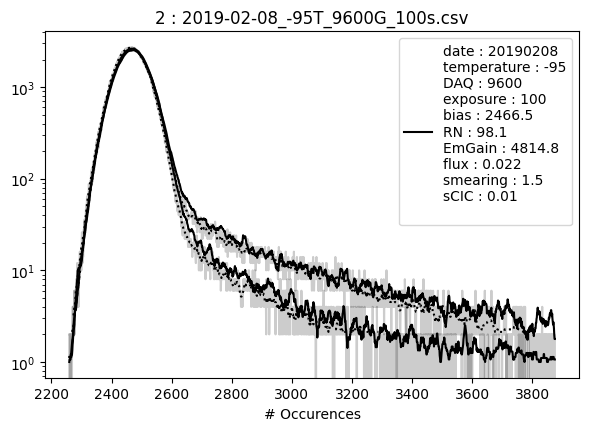 2 : 2019-02-08_-95T_9600G_100s.csv
date : 20190208
temperature : -95
DAQ : 9600
exposure : 100
bias : 2466.5
RN : 98.1
EmGain : 4814.8
flux : 0.022
smearing : 1.5
sCIC : 0.01
10³
10²
10¹
10⁰
2200 2400 2600 2800 3000 3200 3400 3600 3800
# Occurences